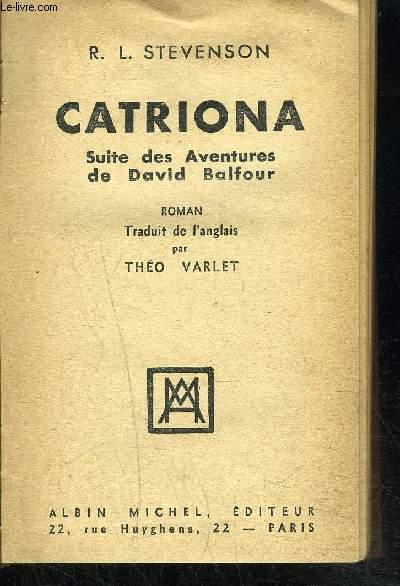 Le-livre.com
R. L. STEVENSON
CATRIONA
Suite des Aventures
de David Balfour
ROMAN
Traduit de l'anglais
par
THÉO VARLET
AM
ALBIN MICHEL, ÉDITEUR
22, rue Huyghens, 22 — PARIS